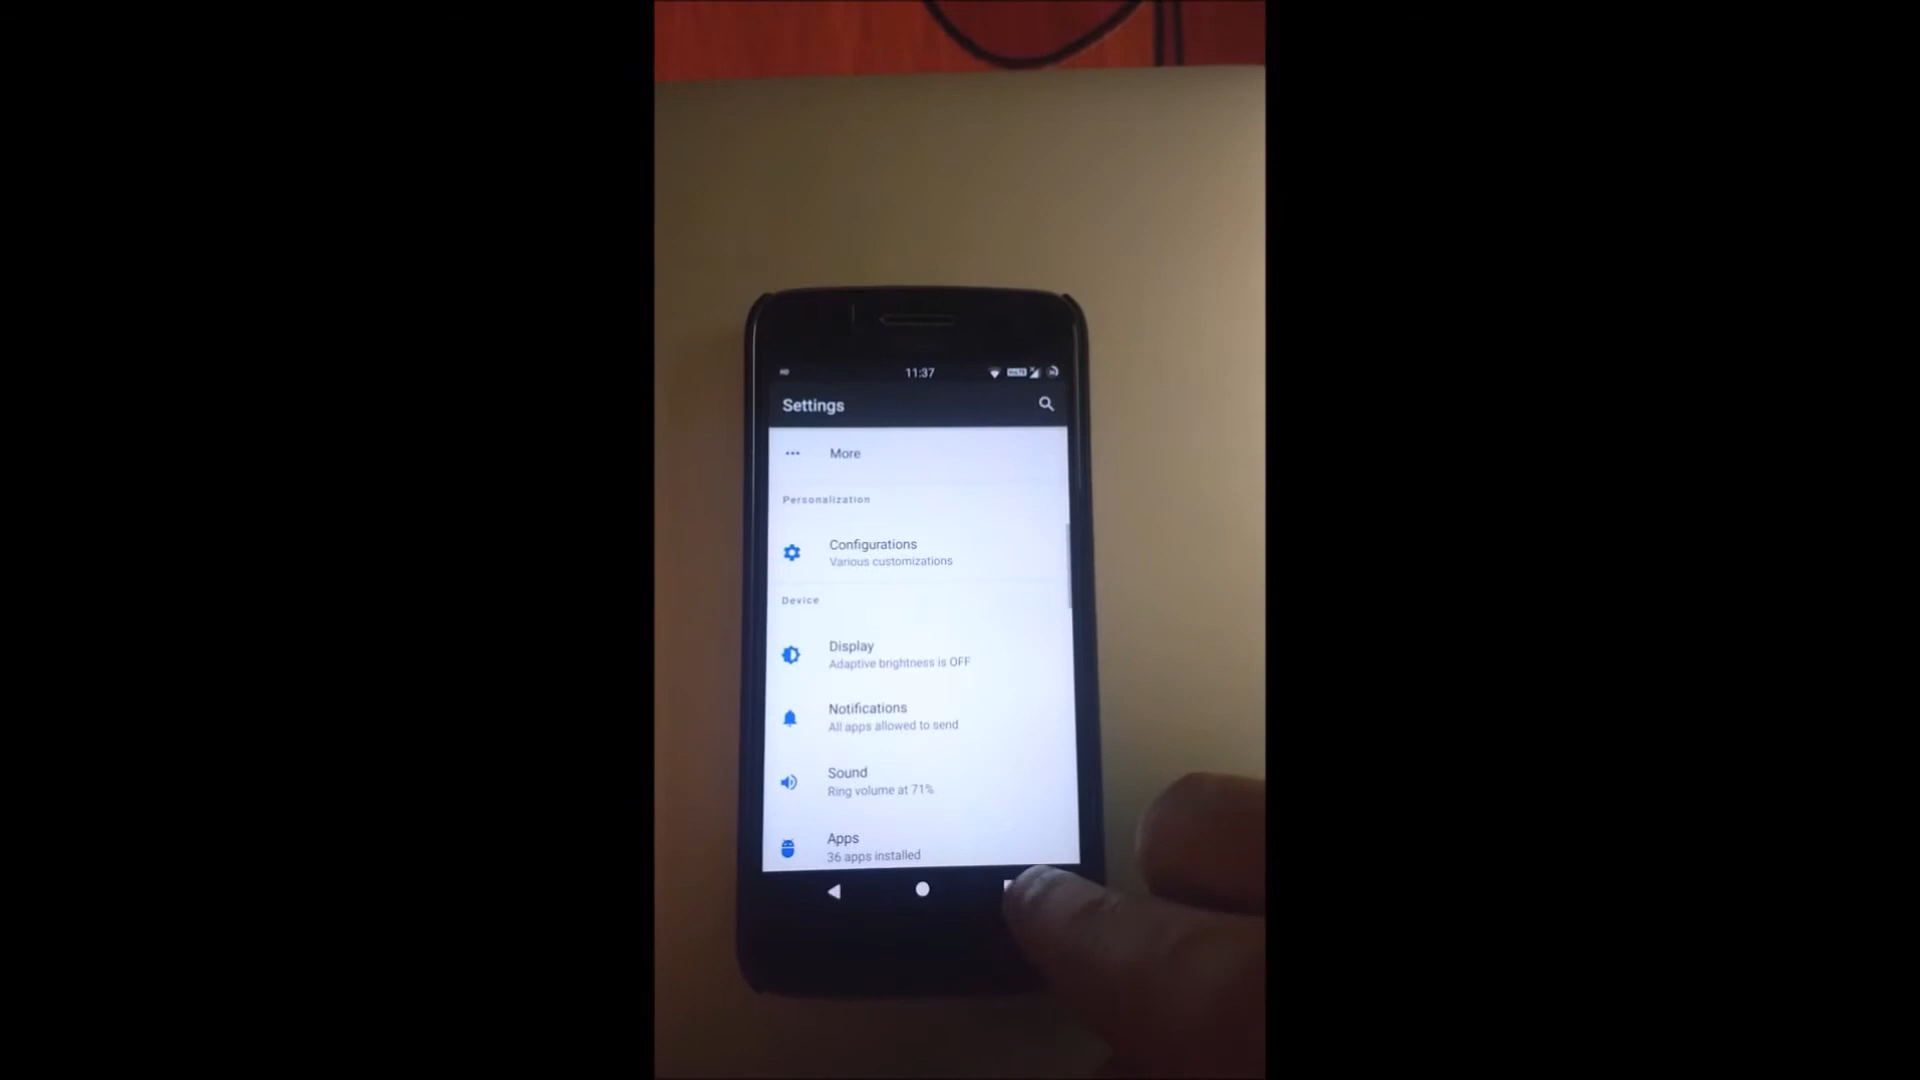 11:37
VoLTE
Settings
More
Personalization
Configurations
Various customizations
Device
Display
Adaptive brightness is OFF
Notifications
All apps allowed to send
Sound
Ring volume at 71%
Apps
36 apps installed